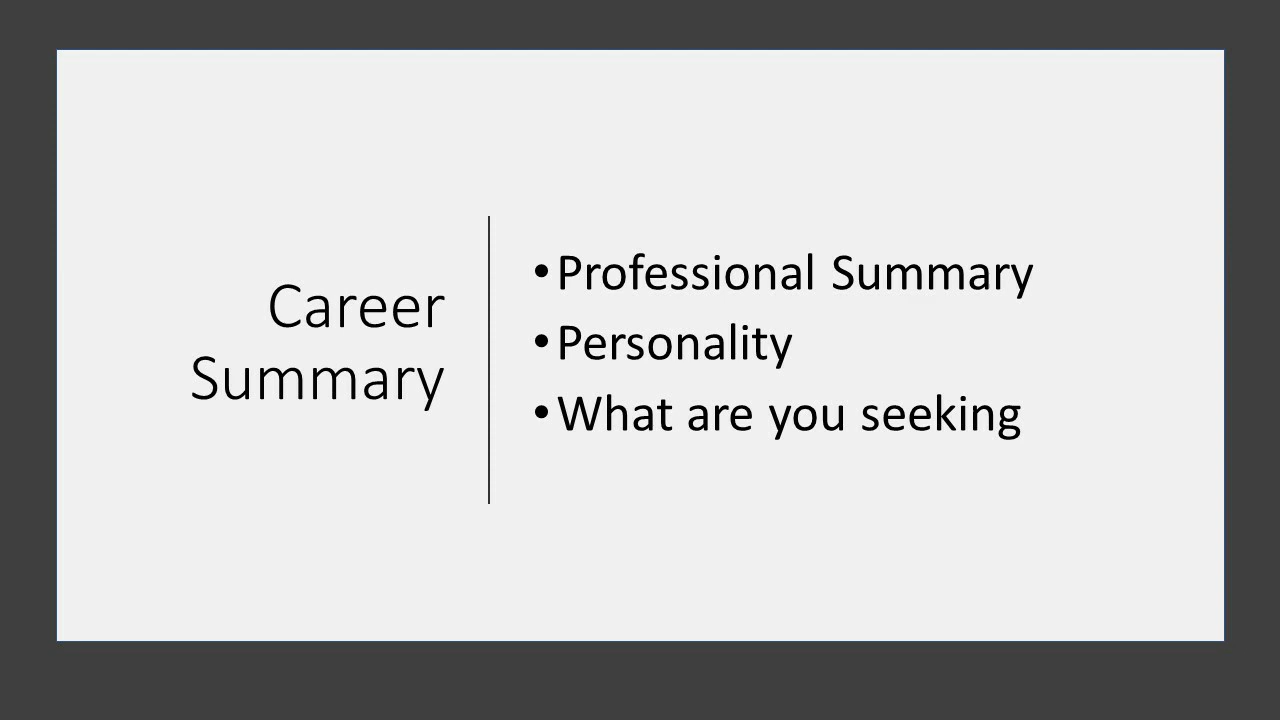 Career
Summary
•Professional Summary
•Personality
•What are you seeking